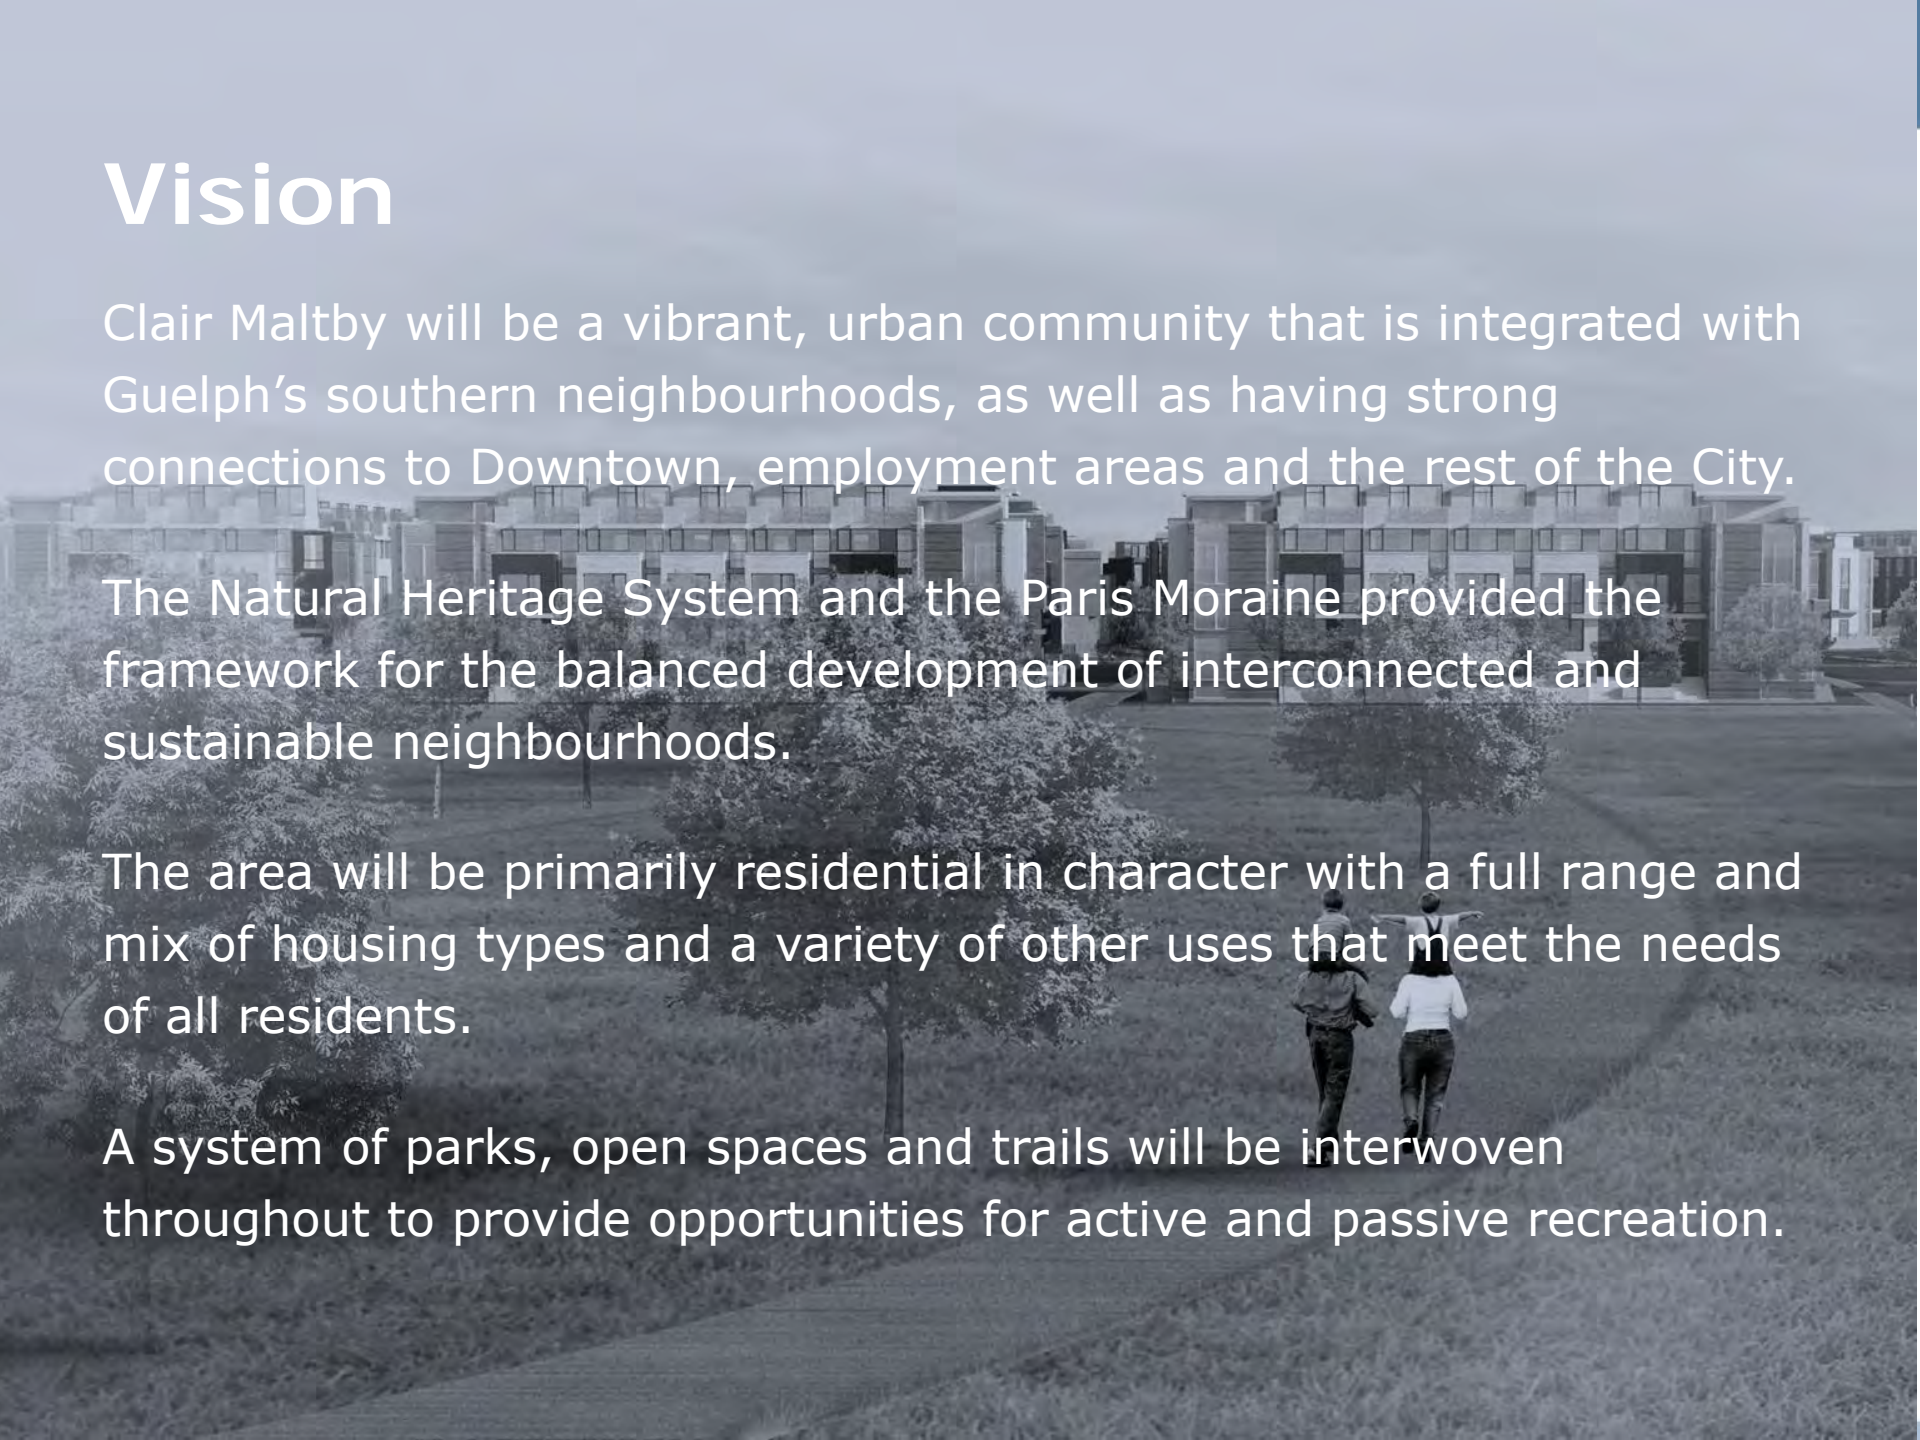 Vision
Clair Maltby will be a vibrant, urban community that is integrated with
Guelph’s southern neighbourhoods, as well as having strong
connections to Downtown, employment areas and the rest of the City.
The Natural Heritage System and the Paris Moraine provided the
framework for the balanced development of interconnected and
sustainable neighbourhoods.
The area will be primarily residential in character with a full range and
mix of housing types and a variety of other uses that meet the needs
of all residents.
A system of parks, open spaces and trails will be interwoven
throughout to provide opportunities for active and passive recreation.